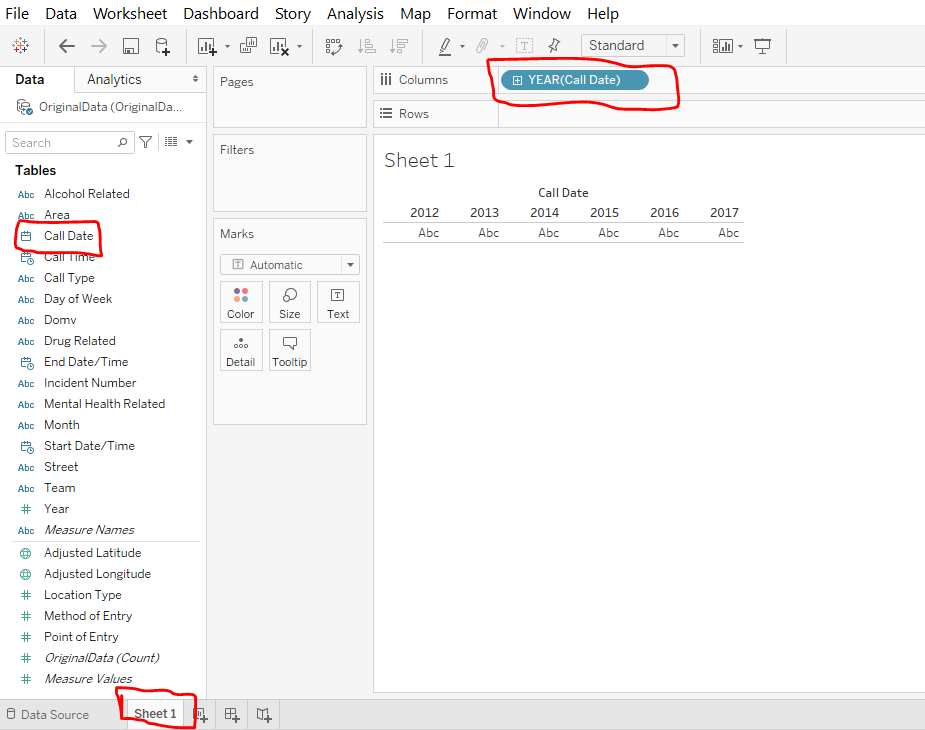 File Data Worksheet Dashboard Story Analysis Map Format Window Help
Standard
Data Analytics
OriginalData (OriginalDa...
Search
Tables
Abc Alcohol Related
Abc Area
Call Date
Call Time
Abc Call Type
Abc Day of Week
Abc Domv
Abc Drug Related
End Date/Time
Abc Incident Number
Abc Mental Health Related
Abc Month
Start Date/Time
Abc Street
Abc Team
# Year
Abc Measure Names
Adjusted Latitude
Adjusted Longitude
# Location Type
# Method of Entry
# Point of Entry
# OriginalData (Count)
# Measure Values
Pages
Filters
Marks
T Automatic
Color Size Text
Detail Tooltip
Columns YEAR(Call Date)
Rows
Sheet 1
Call Date
2012 2013 2014 2015 2016 2017
Abc Abc Abc Abc Abc Abc
Data Source Sheet 1